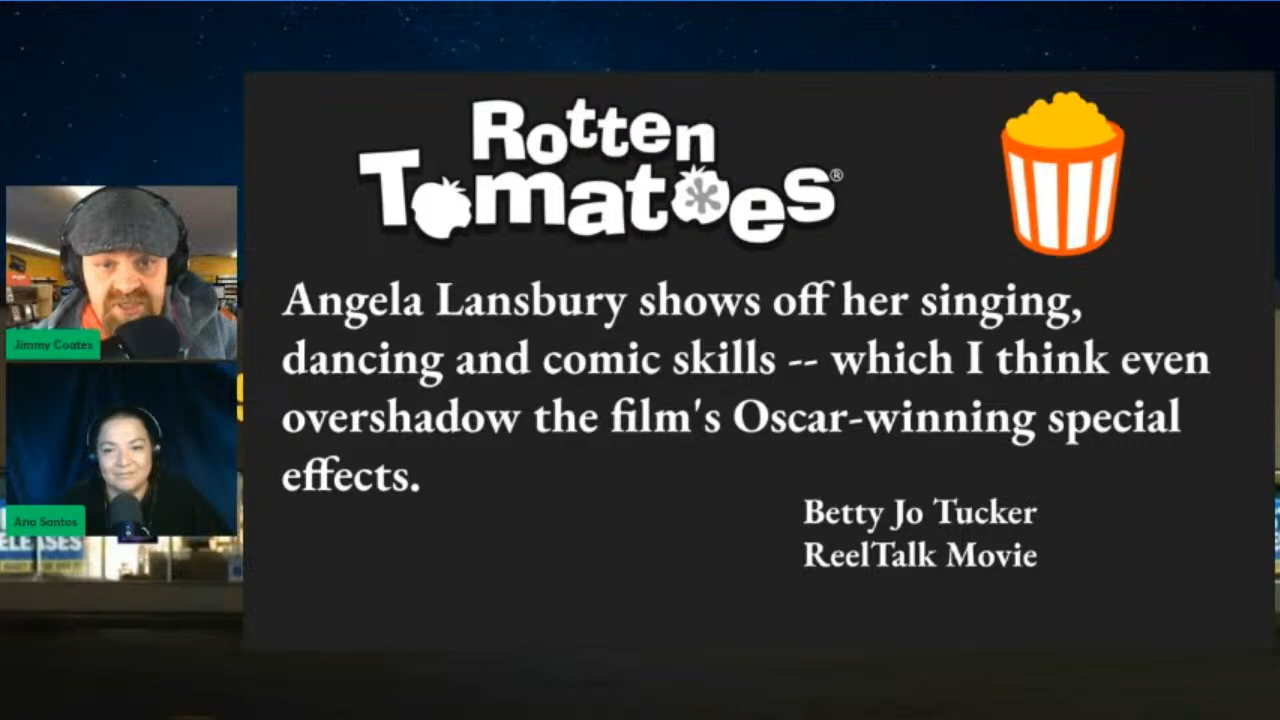 Rotten
Tomatoes®
Angela Lansbury shows off her singing,
dancing and comic skills -- which I think even
overshadow the film's Oscar-winning special
effects.
Betty Jo Tucker
ReelTalk Movie
Jimmy Coates
Ana Santos